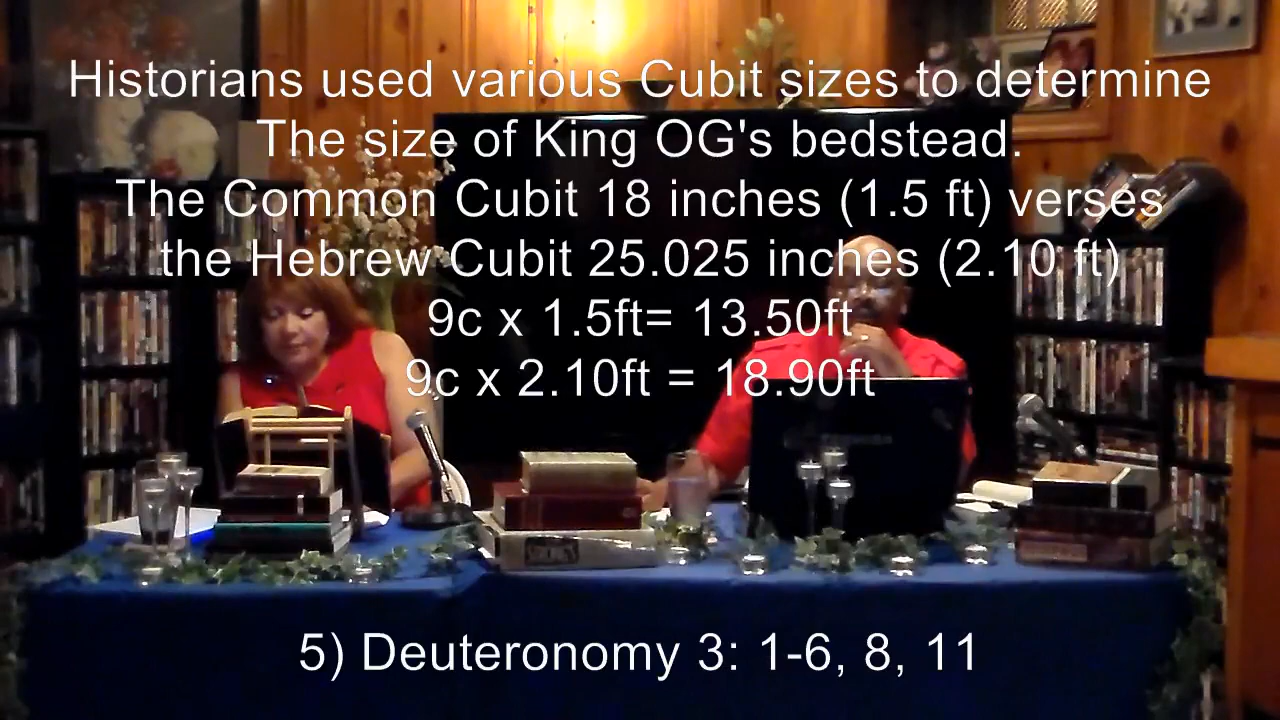 Historians used various Cubit sizes to determine
The size of King OG's bedstead.
The Common Cubit 18 inches (1.5 ft) verses
the Hebrew Cubit 25.025 inches (2.10 ft)
9c x 1.5ft= 13.50ft
9c x 2.10ft = 18.90ft
5) Deuteronomy 3: 1-6, 8, 11